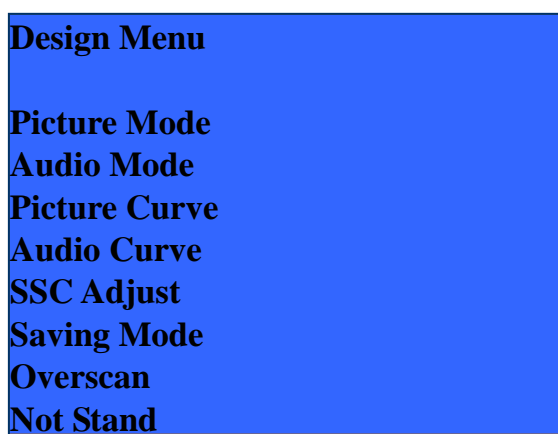 Design Menu
Picture Mode
Audio Mode
Picture Curve
Audio Curve
SSC Adjust
Saving Mode
Overscan
Not Stand